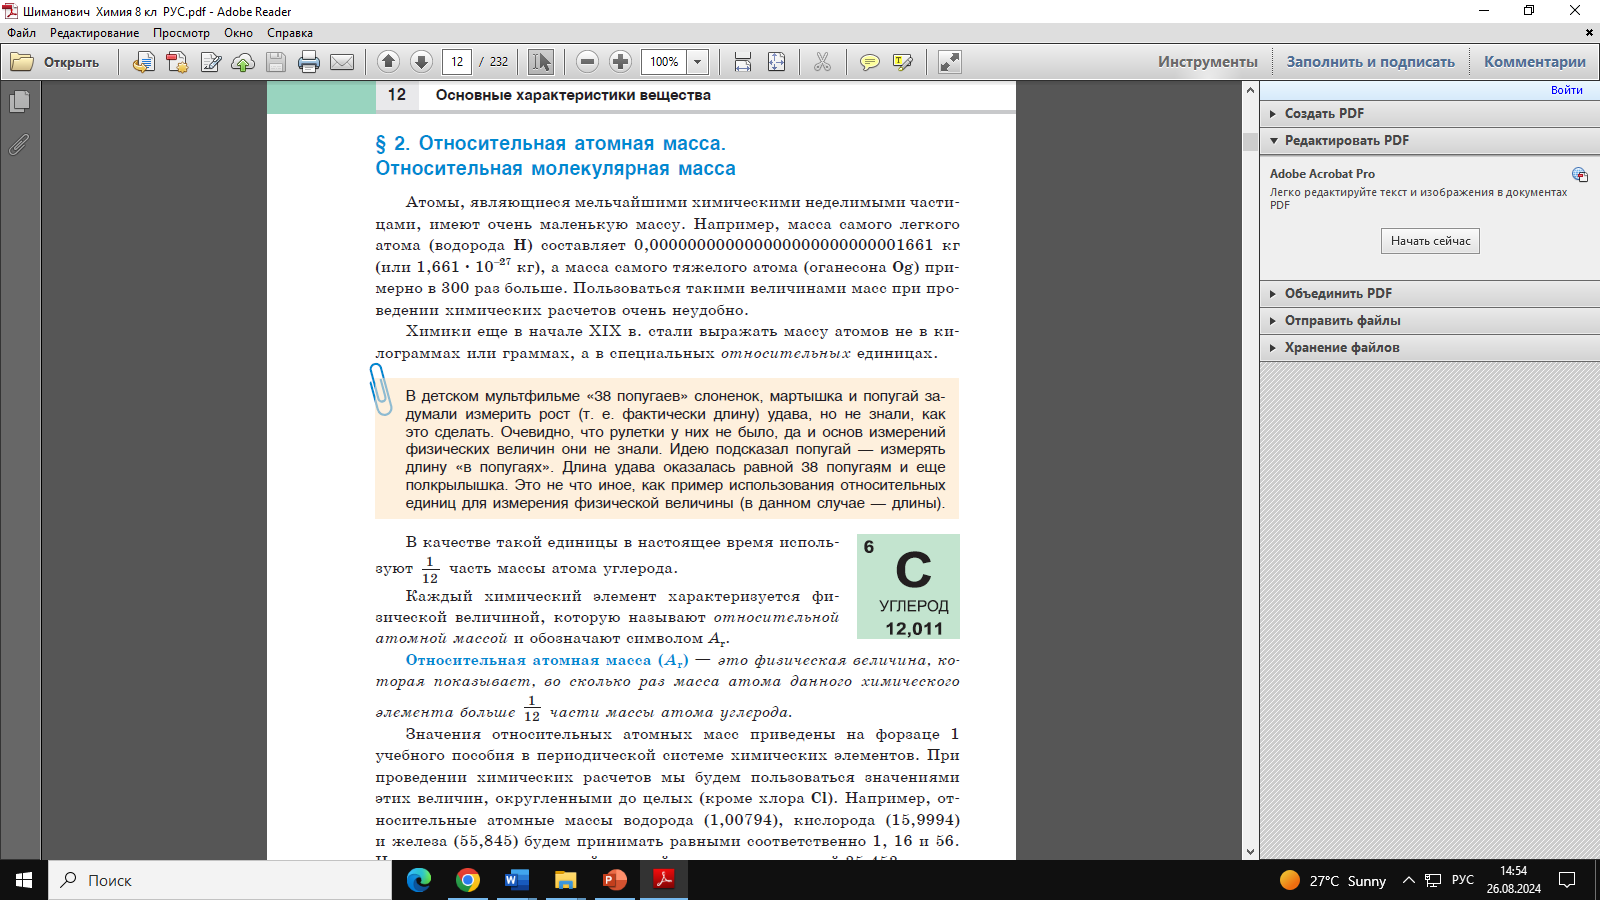 Шиманович Химия 8 кл РУС.pdf - Adobe Reader
Файл Редактирование Просмотр Окно Справка
Открыть 12 / 232 100% Инструменты Заполнить и подписать Комментарии
Войти
Создать PDF
Редактировать PDF
Adobe Acrobat Pro
Легко редактируйте текст и изображения в документах
PDF
Начать сейчас
Объединить PDF
Отправить файлы
Хранение файлов
12 Основные характеристики вещества
§ 2. Относительная атомная масса.
Относительная молекулярная масса
Атомы, являющиеся мельчайшими химическими неделимыми части-
цами, имеют очень маленькую массу. Например, масса самого легкого
атома (водорода H) составляет 0,000000000000000000000000001661 кг
(или 1,661 · 10⁻²⁷ кг), а масса самого тяжелого атома (оганесона Og) при-
мерно в 300 раз больше. Пользоваться такими величинами масс при про-
ведении химических расчетов очень неудобно.
Химики еще в начале XIX в. стали выражать массу атомов не в ки-
лограммах или граммах, а в специальных относительных единицах.
В детском мультфильме «38 попугаев» слоненок, мартышка и попугай за-
думали измерить рост (т. е. фактически длину) удава, но не знали, как
это сделать. Очевидно, что рулетки у них не было, да и основ измерений
физических величин они не знали. Идею подсказал попугай — измерять
длину «в попугаях». Длина удава оказалась равной 38 попугаям и еще
полкрылышка. Это не что иное, как пример использования относительных
единиц для измерения физической величины (в данном случае — длины).
В качестве такой единицы в настоящее время исполь-
зуют 1/12 часть массы атома углерода.
Каждый химический элемент характеризуется фи-
зической величиной, которую называют относительной
атомной массой и обозначают символом Aᵣ.
6
C
УГЛЕРОД
12,011
Относительная атомная масса (Aᵣ) — это физическая величина, ко-
торая показывает, во сколько раз масса атома данного химического
элемента больше 1/12 части массы атома углерода.
Значения относительных атомных масс приведены на форзаце 1
учебного пособия в периодической системе химических элементов. При
проведении химических расчетов мы будем пользоваться значениями
этих величин, округленными до целых (кроме хлора Cl). Например, от-
носительные атомные массы водорода (1,00794), кислорода (15,9994)
и железа (55,845) будем принимать равными соответственно 1, 16 и 56.
Поиск
27°C Sunny РУС 14:54
26.08.2024